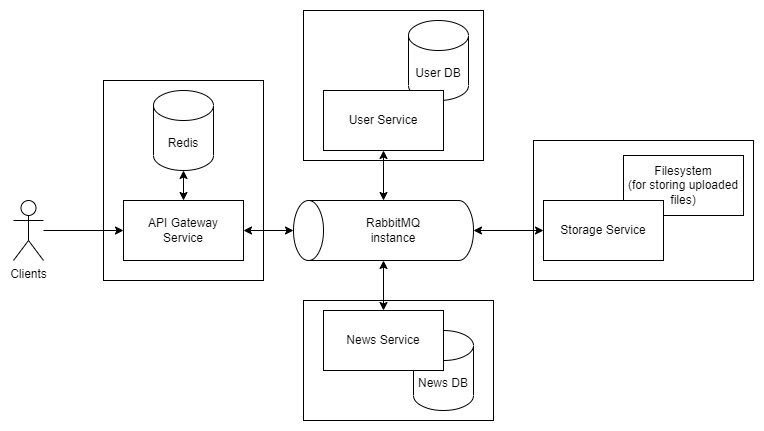 User DB
User Service
Redis
API Gateway
Service
Clients
RabbitMQ
instance
Filesystem
(for storing uploaded
files)
Storage Service
News Service
News DB